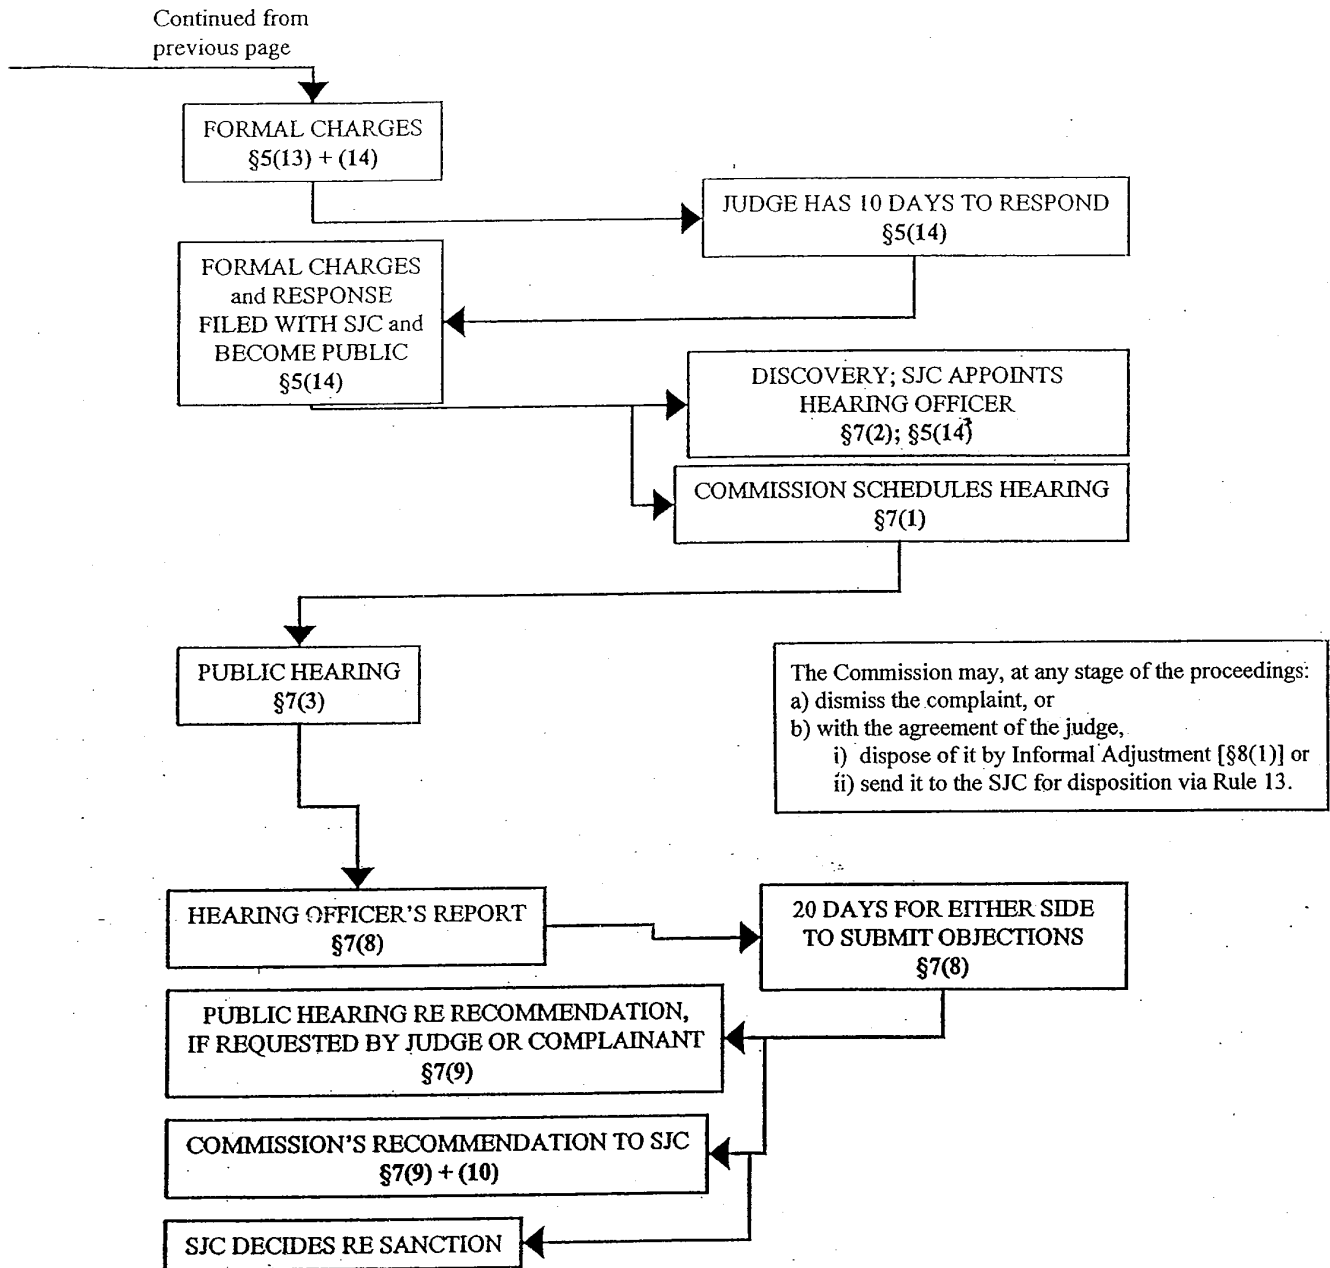 Continued from
previous page
FORMAL CHARGES
§5(13) + (14)
JUDGE HAS 10 DAYS TO RESPOND
§5(14)
FORMAL CHARGES
and RESPONSE
FILED WITH SJC and
BECOME PUBLIC
§5(14)
DISCOVERY; SJC APPOINTS
HEARING OFFICER
§7(2); §5(14)
COMMISSION SCHEDULES HEARING
§7(1)
PUBLIC HEARING
§7(3)
The Commission may, at any stage of the proceedings:
a) dismiss the complaint, or
b) with the agreement of the judge,
i) dispose of it by Informal Adjustment [§8(1)] or
ii) send it to the SJC for disposition via Rule 13.
HEARING OFFICER'S REPORT
§7(8)
20 DAYS FOR EITHER SIDE
TO SUBMIT OBJECTIONS
§7(8)
PUBLIC HEARING RE RECOMMENDATION,
IF REQUESTED BY JUDGE OR COMPLAINANT
§7(9)
COMMISSION'S RECOMMENDATION TO SJC
§7(9) + (10)
SJC DECIDES RE SANCTION